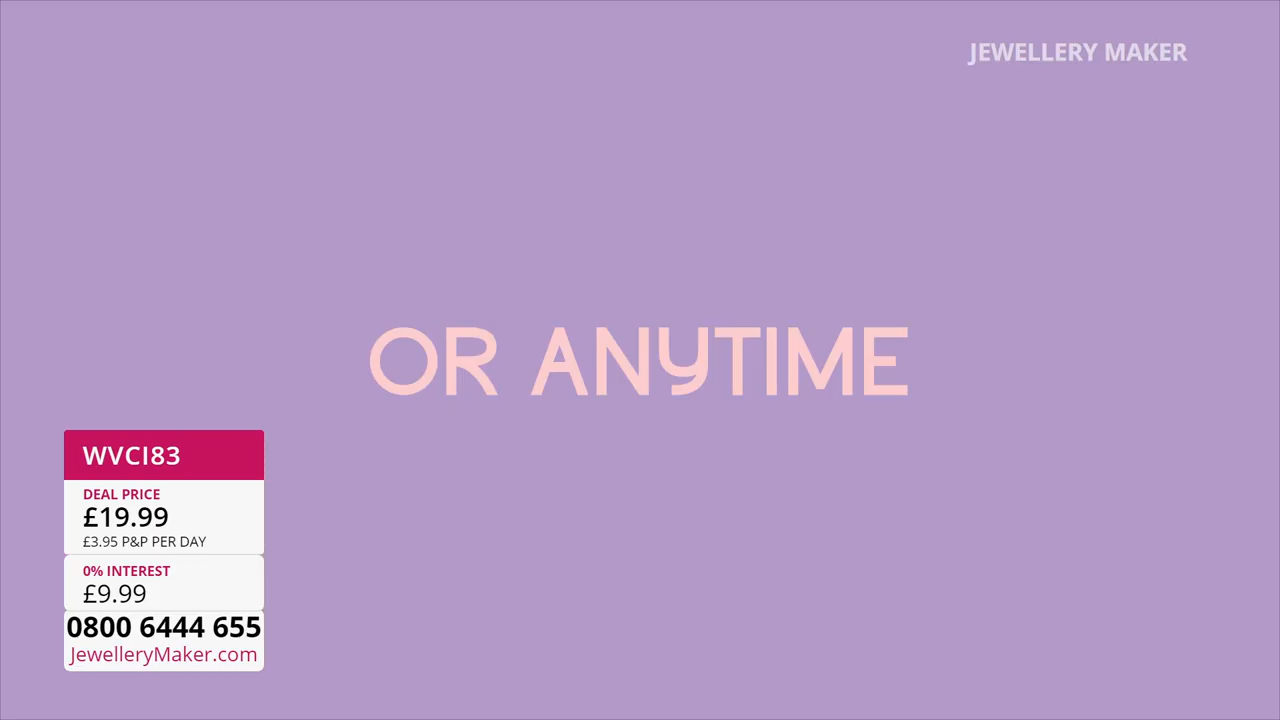 JEWELLERY MAKER
OR ANYTIME
WVCI83
DEAL PRICE
£19.99
£3.95 P&P PER DAY
0% INTEREST
£9.99
0800 6444 655
JewelleryMaker.com